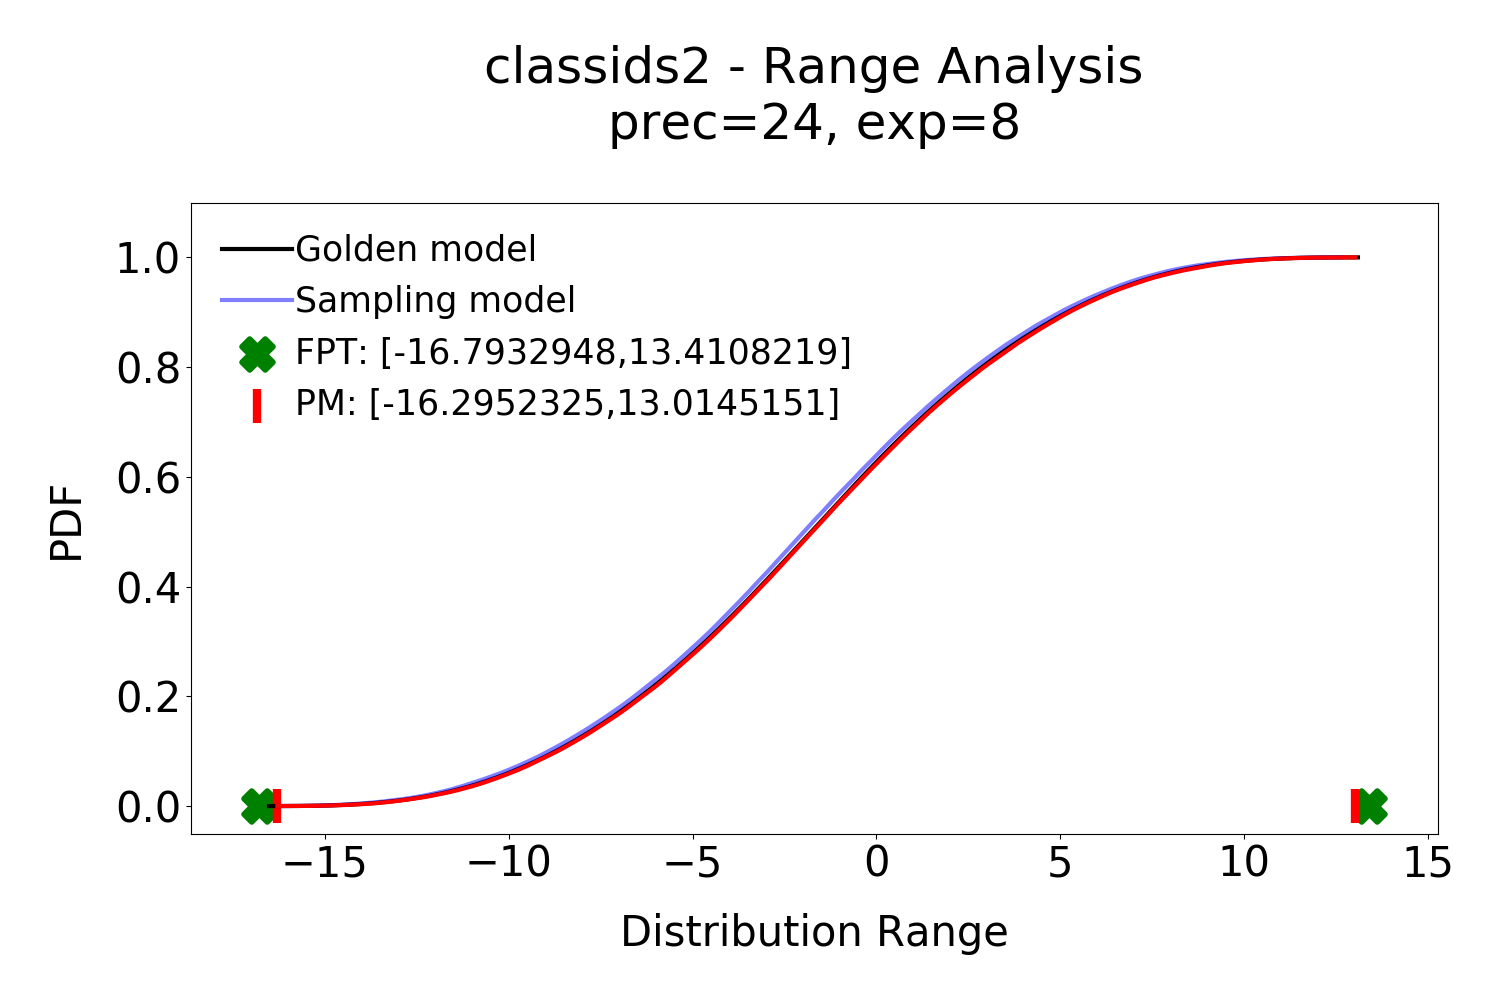 classids2 - Range Analysis
prec=24, exp=8
Golden model
Sampling model
FPT: [-16.7932948,13.4108219]
PM: [-16.2952325,13.0145151]
1.0
0.8
0.6
0.4
0.2
0.0
PDF
−15
−10
−5
0
5
10
15
Distribution Range